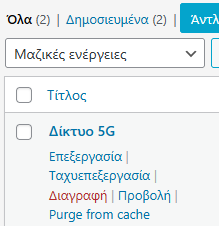 Όλα (2) | Δημοσιευμένα (2) |
Μαζικές ενέργειες
Τίτλος
Δίκτυο 5G
Επεξεργασία |
Ταχυεπεξεργασία |
Διαγραφή | Προβολή |
Purge from cache